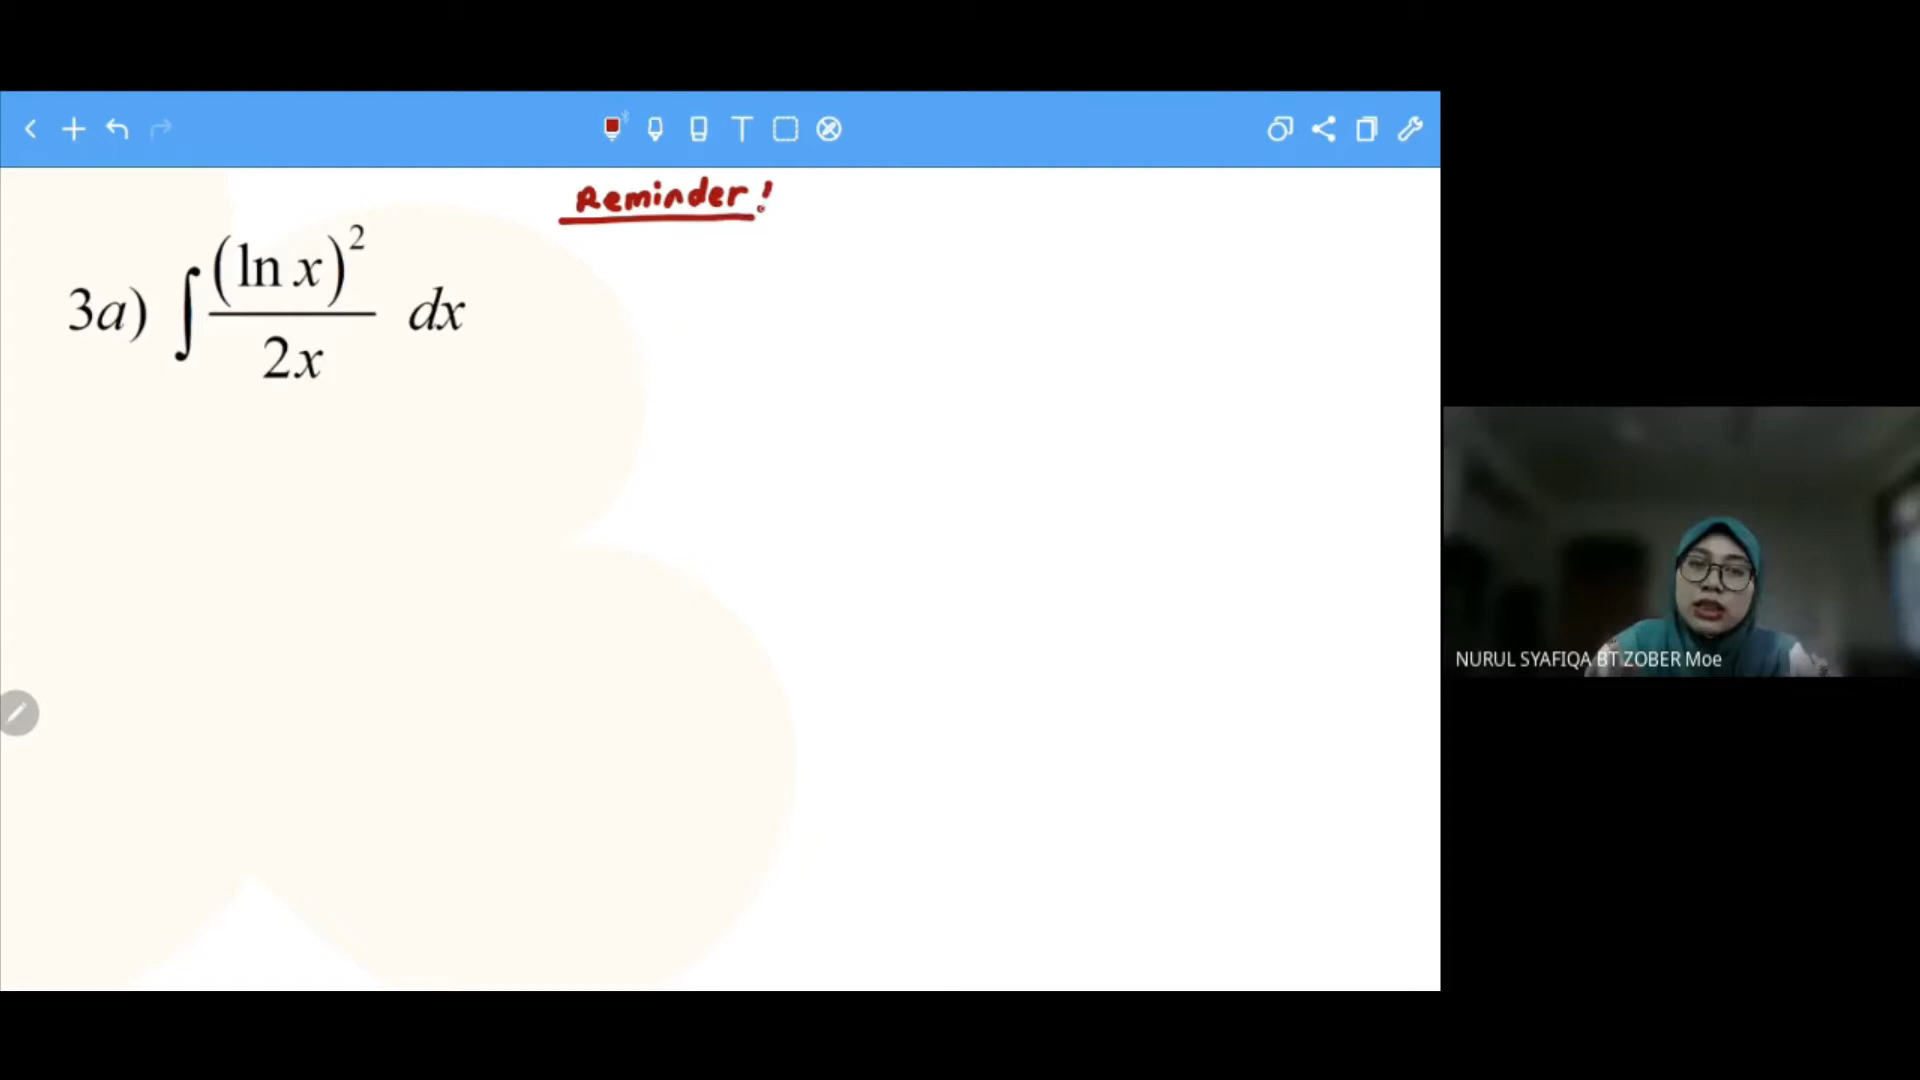 Reminder!
3a) ∫ (ln x)² / 2x dx
NURUL SYAFIQA BT ZOBER Moe